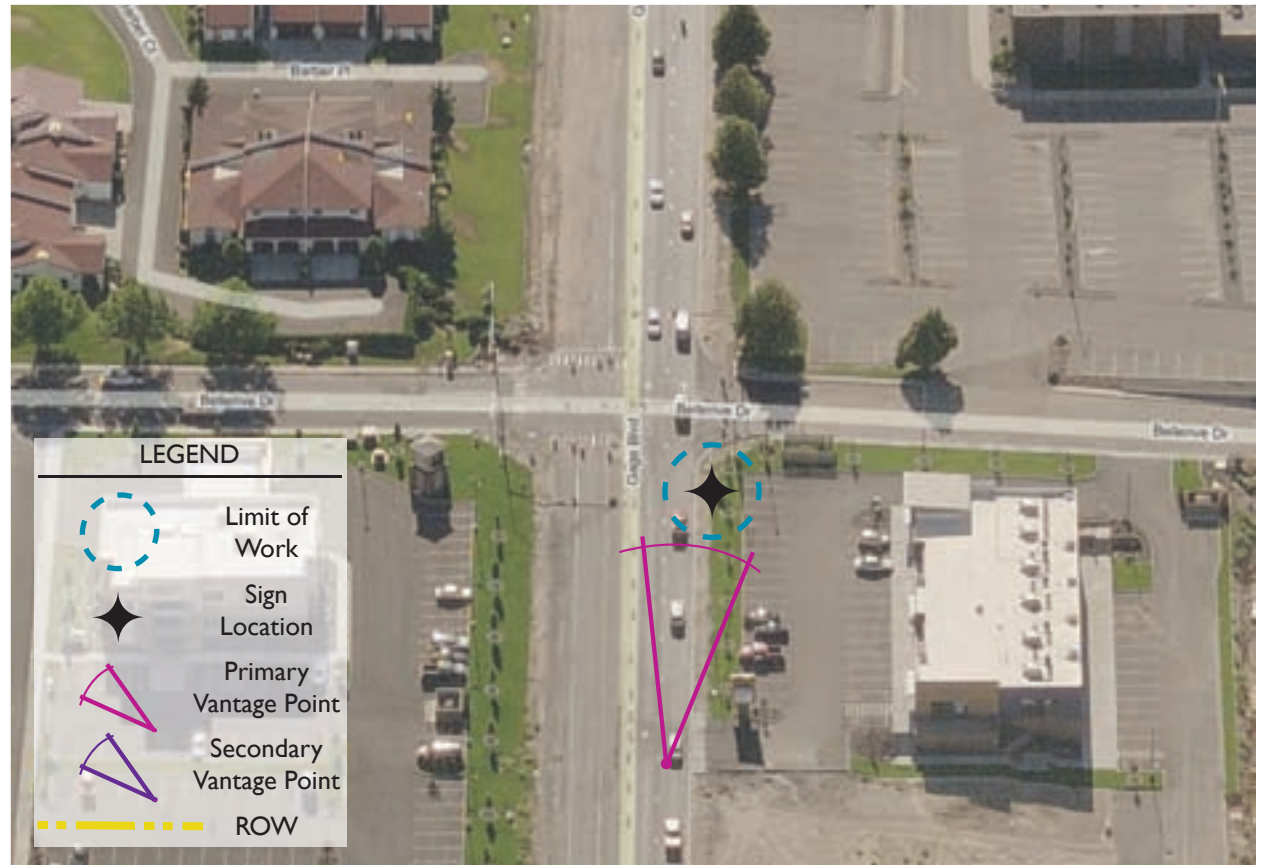 Batter Pl
Bellevue Dr
Bellevue Dr
Bellevue Dr
Gage Blvd
LEGEND
Limit of
Work
Sign
Location
Primary
Vantage Point
Secondary
Vantage Point
ROW